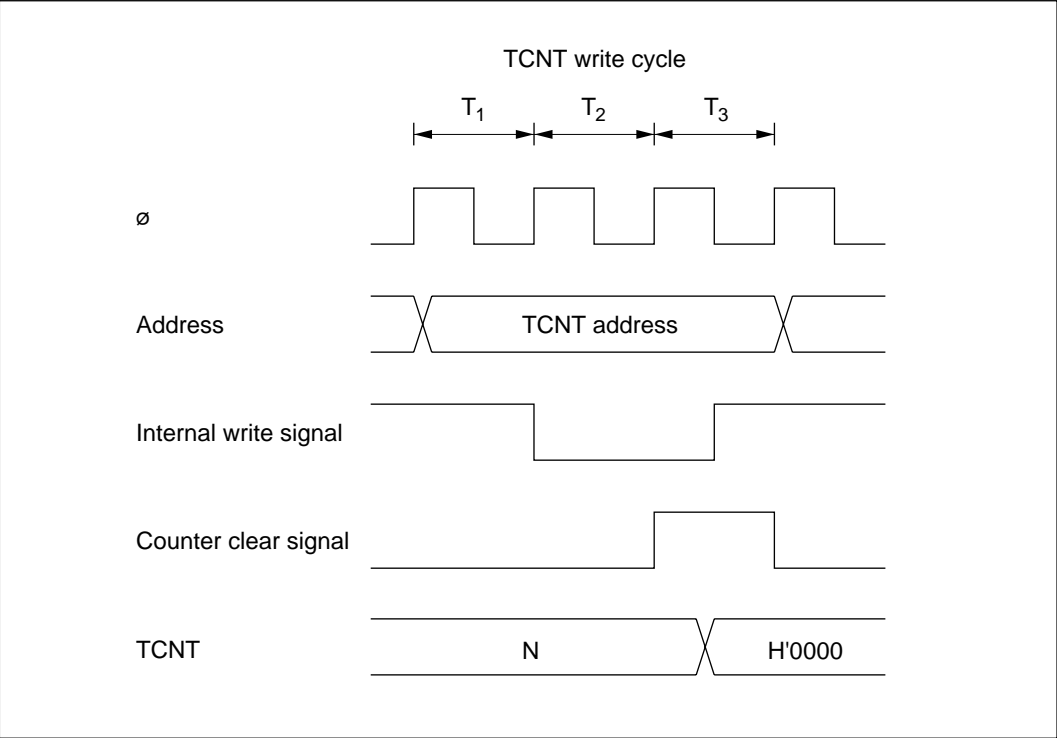 TCNT write cycle
T1 T2 T3
ø
Address TCNT address
Internal write signal
Counter clear signal
TCNT N H'0000